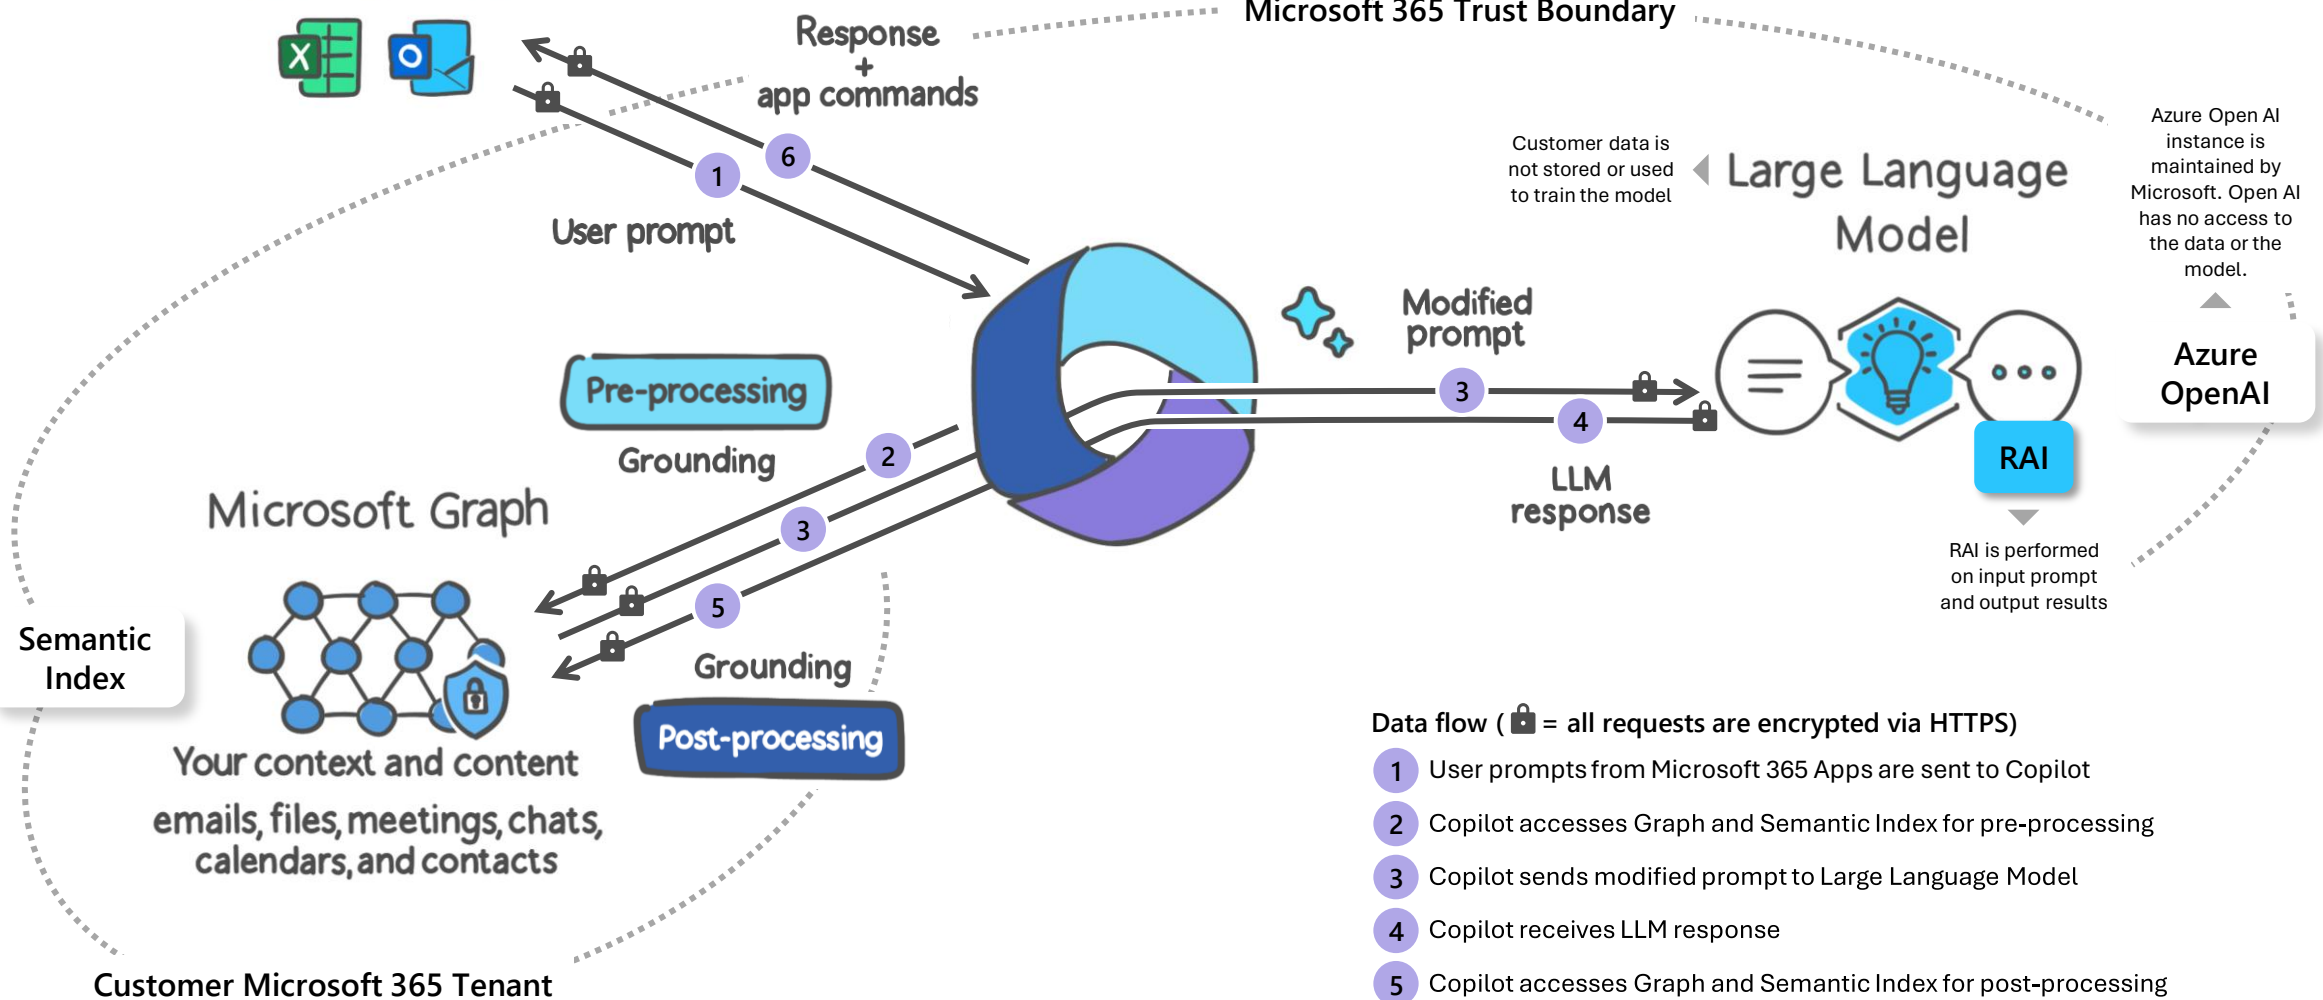 Microsoft 365 Trust Boundary
X
O
Response
+
app commands
6
1
User prompt
Customer data is
not stored or used
to train the model
Large Language
Model
Azure Open AI
instance is
maintained by
Microsoft. Open AI
has no access to
the data or the
model.
Azure
OpenAI
Modified
prompt
3
4
LLM
response
RAI
RAI is performed
on input prompt
and output results
Pre-processing
Grounding
2
3
5
Microsoft Graph
Semantic
Index
Grounding
Post-processing
Your context and content
emails, files, meetings, chats,
calendars, and contacts
Customer Microsoft 365 Tenant
Data flow ( = all requests are encrypted via HTTPS)
1 User prompts from Microsoft 365 Apps are sent to Copilot
2 Copilot accesses Graph and Semantic Index for pre-processing
3 Copilot sends modified prompt to Large Language Model
4 Copilot receives LLM response
5 Copilot accesses Graph and Semantic Index for post-processing